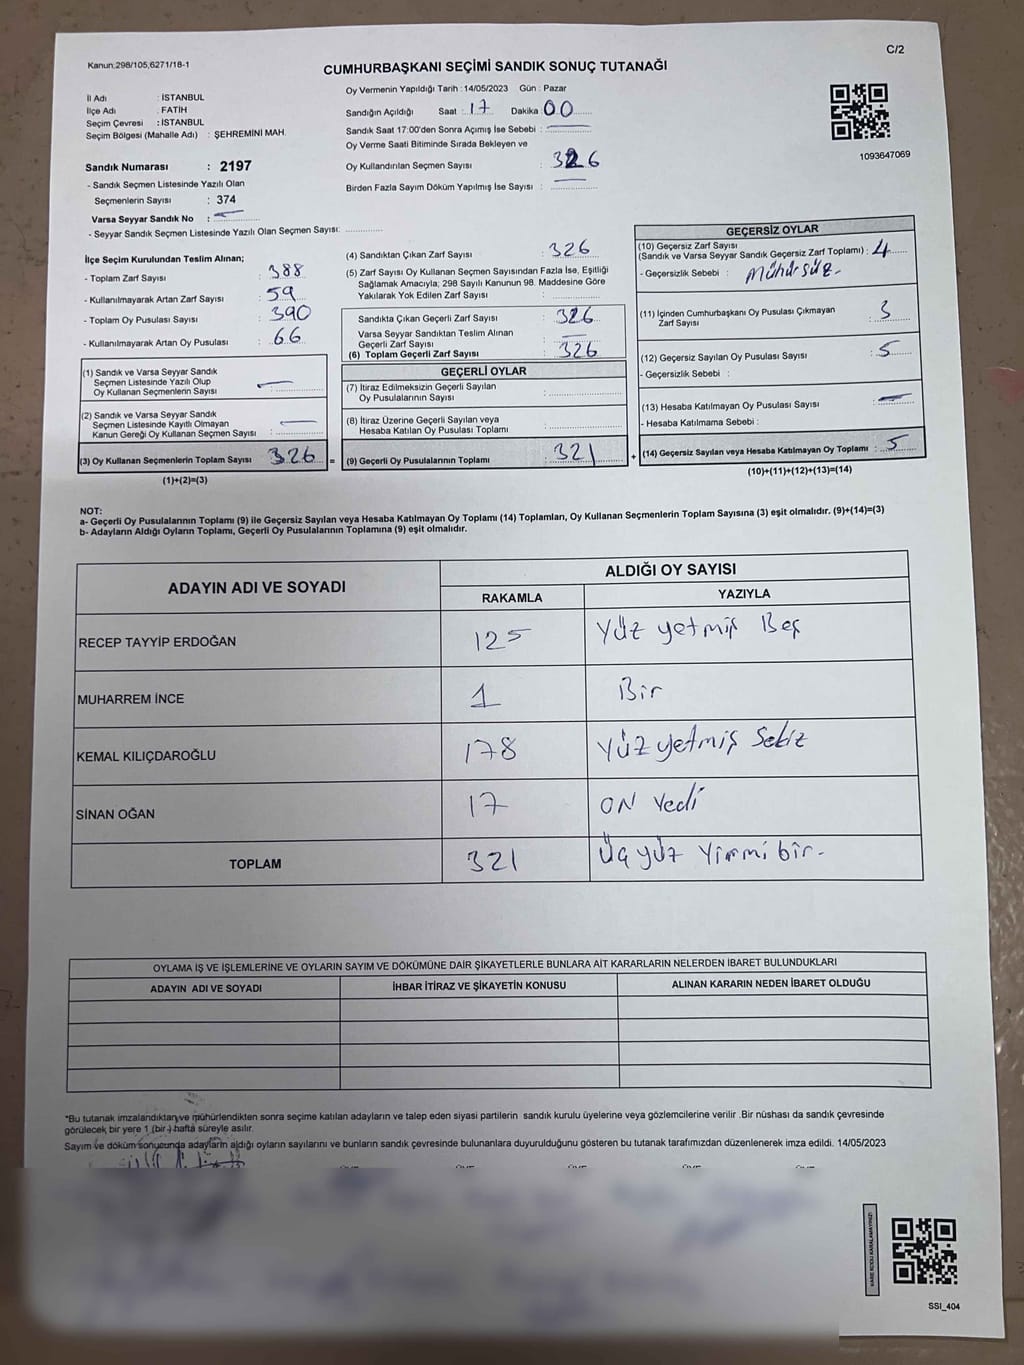 C/2
Kanun:298/105,6271/18-1
CUMHURBAŞKANI SEÇİMİ SANDIK SONUÇ TUTANAĞI
İl Adı : İSTANBUL
İlçe Adı : FATİH
Seçim Çevresi : İSTANBUL
Seçim Bölgesi (Mahalle Adı) : ŞEHREMİNİ MAH.
Sandık Numarası : 2197
- Sandık Seçmen Listesinde Yazılı Olan
Seçmenlerin Sayısı : 374
Varsa Seyyar Sandık No :
- Seyyar Sandık Seçmen Listesinde Yazılı Olan Seçmen Sayısı:
Oy Vermenin Yapıldığı Tarih : 14/05/2023 Gün : Pazar
Sandığın Açıldığı Saat : 17 Dakika : 00
Sandık Saat 17:00'den Sonra Açımış İse Sebebi :
Oy Verme Saati Bitiminde Sırada Bekleyen ve
Oy Kullandırılan Seçmen Sayısı : 326
Birden Fazla Sayım Döküm Yapılmış İse Sayısı :
1093647069
İlçe Seçim Kurulundan Teslim Alınan;
- Toplam Zarf Sayısı : 388
- Kullanılmayarak Artan Zarf Sayısı : 59
- Toplam Oy Pusulası Sayısı : 390
- Kullanılmayarak Artan Oy Pusulası : 66
(1) Sandık ve Varsa Seyyar Sandık
Seçmen Listesinde Yazılı Olup
Oy Kullanan Seçmenlerin Sayısı :
(2) Sandık ve Varsa Seyyar Sandık
Seçmen Listesinde Kayıtlı Olmayan
Kanun Gereği Oy Kullanan Seçmen Sayısı :
(3) Oy Kullanan Seçmenlerin Toplam Sayısı : 326 =
(1)+(2)=(3)
(4) Sandıktan Çıkan Zarf Sayısı : 326
(5) Zarf Sayısı Oy Kullanan Seçmen Sayısından Fazla İse, Eşitliği
Sağlamak Amacıyla; 298 Sayılı Kanunun 98. Maddesine Göre
Yakılarak Yok Edilen Zarf Sayısı :
Sandıkta Çıkan Geçerli Zarf Sayısı : 326
Varsa Seyyar Sandıktan Teslim Alınan
Geçerli Zarf Sayısı :
(6) Toplam Geçerli Zarf Sayısı : 326
GEÇERLİ OYLAR
(7) İtiraz Edilmeksizin Geçerli Sayılan
Oy Pusulalarının Sayısı :
(8) İtiraz Üzerine Geçerli Sayılan veya
Hesaba Katılan Oy Pusulası Toplamı :
(9) Geçerli Oy Pusulalarının Toplamı : 321 +
GEÇERSİZ OYLAR
(10) Geçersiz Zarf Sayısı
(Sandık ve Varsa Seyyar Sandık Geçersiz Zarf Toplamı) : 4
- Geçersizlik Sebebi : Mühürsüz
(11) İçinden Cumhurbaşkanı Oy Pusulası Çıkmayan
Zarf Sayısı : 3
(12) Geçersiz Sayılan Oy Pusulası Sayısı : 5
- Geçersizlik Sebebi :
(13) Hesaba Katılmayan Oy Pusulası Sayısı :
- Hesaba Katılmama Sebebi :
(14) Geçersiz Sayılan veya Hesaba Katılmayan Oy Toplamı : 5
(10)+(11)+(12)+(13)=(14)
NOT:
a- Geçerli Oy Pusulalarının Toplamı (9) ile Geçersiz Sayılan veya Hesaba Katılmayan Oy Toplamı (14) Toplamları, Oy Kullanan Seçmenlerin Toplam Sayısına (3) eşit olmalıdır. (9)+(14)=(3)
b- Adayların Aldığı Oyların Toplamı, Geçerli Oy Pusulalarının Toplamına (9) eşit olmalıdır.
ADAYIN ADI VE SOYADI ALDIĞI OY SAYISI
RAKAMLA YAZIYLA
RECEP TAYYİP ERDOĞAN 125 Yüz yetmiş Beş
MUHARREM İNCE 1 Bir
KEMAL KILIÇDAROĞLU 178 Yüz yetmiş Sekiz
SİNAN OĞAN 17 ON Yedi
TOPLAM 321 Üç yüz Yirmi bir.
OYLAMA İŞ VE İŞLEMLERİNE VE OYLARIN SAYIM VE DÖKÜMÜNE DAİR ŞİKAYETLERLE BUNLARA AİT KARARLARIN NELERDEN İBARET BULUNDUKLARI
ADAYIN ADI VE SOYADI İHBAR İTİRAZ VE ŞİKAYETİN KONUSU ALINAN KARARIN NEDEN İBARET OLDUĞU
*Bu tutanak imzalandıktan ve mühürlendikten sonra seçime katılan adayların ve talep eden siyasi partilerin sandık kurulu üyelerine veya gözlemcilerine verilir .Bir nüshası da sandık çevresinde
görülecek bir yere 1 (bir) hafta süreyle asılır.
Sayım ve döküm sonucunda adayların aldığı oyların sayılarını ve bunların sandık çevresinde bulunanlara duyurulduğunu gösteren bu tutanak tarafımızdan düzenlenerek imza edildi. 14/05/2023
KARE KODU KARALAMAYINIZ!
SSI_404